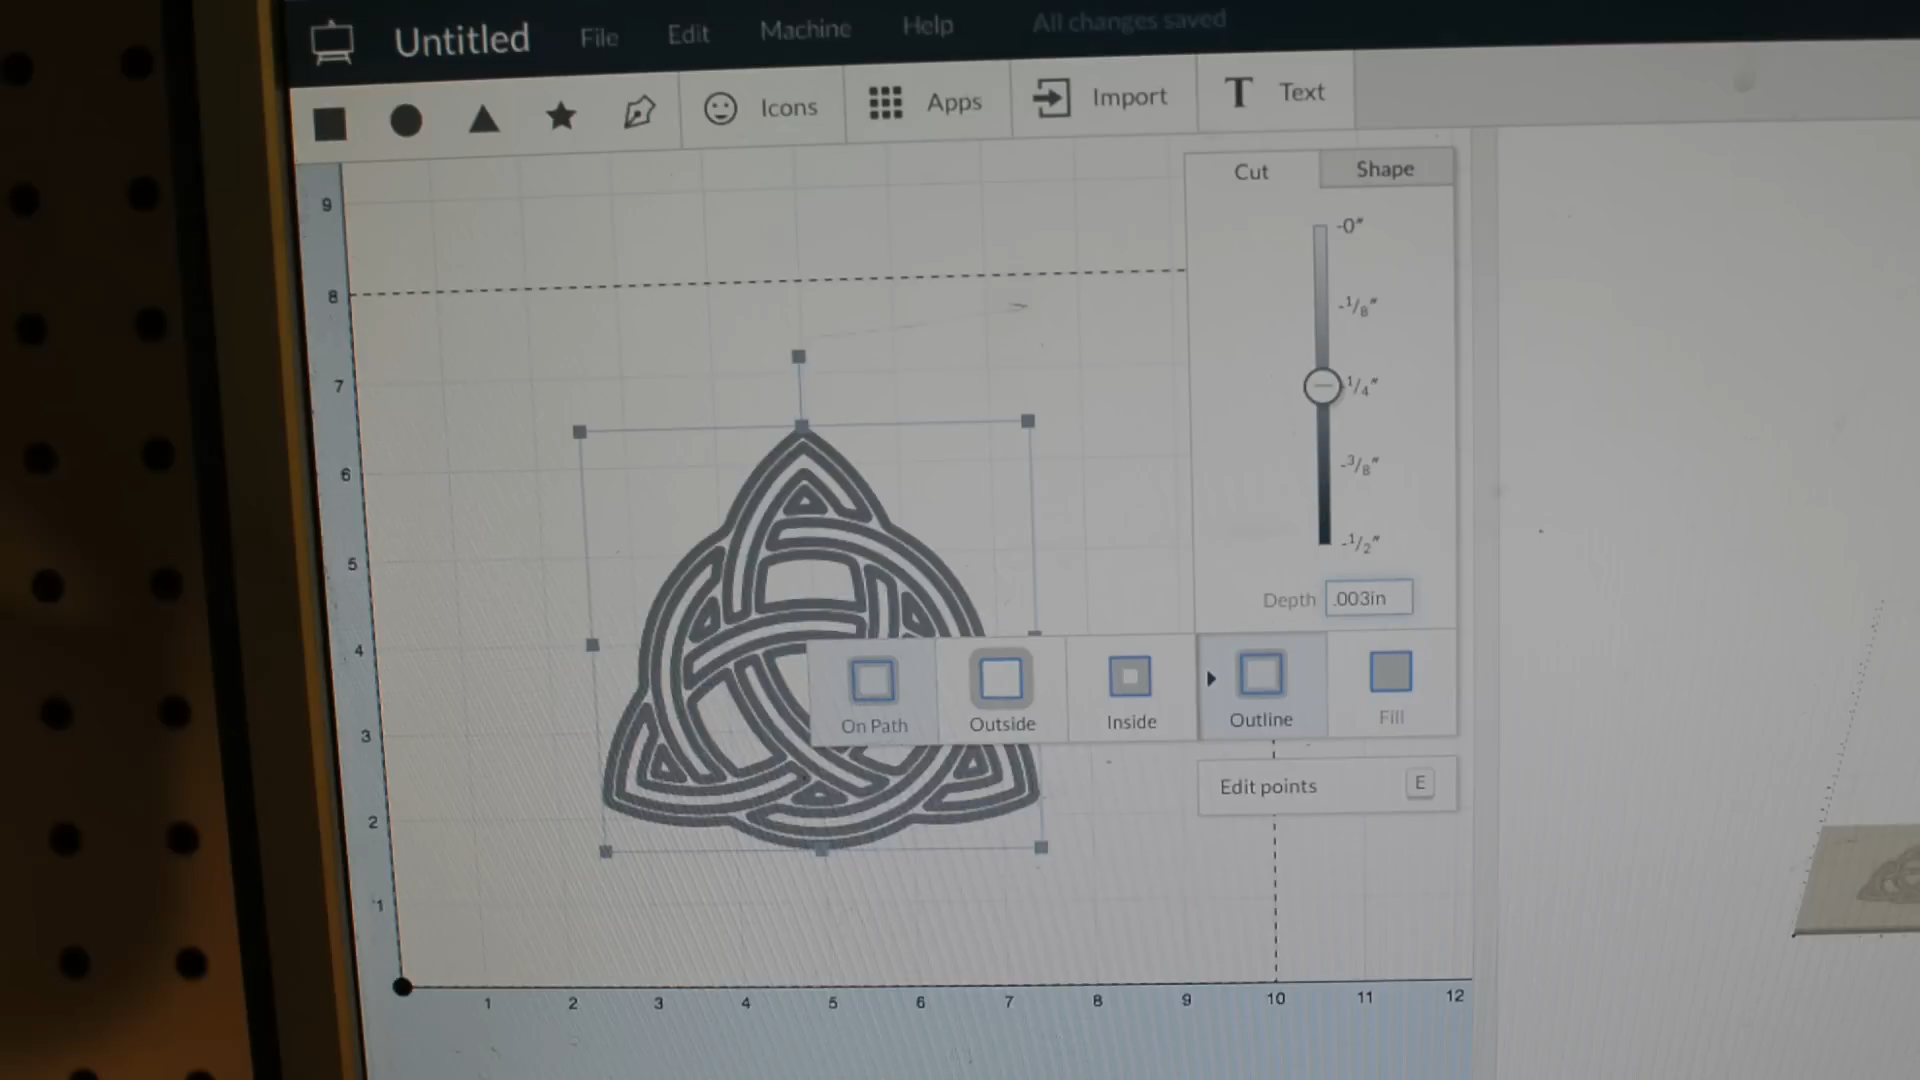 Untitled File Edit Machine Help All changes saved
Icons Apps Import T Text
Cut Shape
-0"
-1/8"
1/4"
-3/8"
-1/2"
Depth .003in
On Path Outside Inside Outline Fill
Edit points E
9
8
7
6
5
4
3
2
1
1 2 3 4 5 6 7 8 9 10 11 12